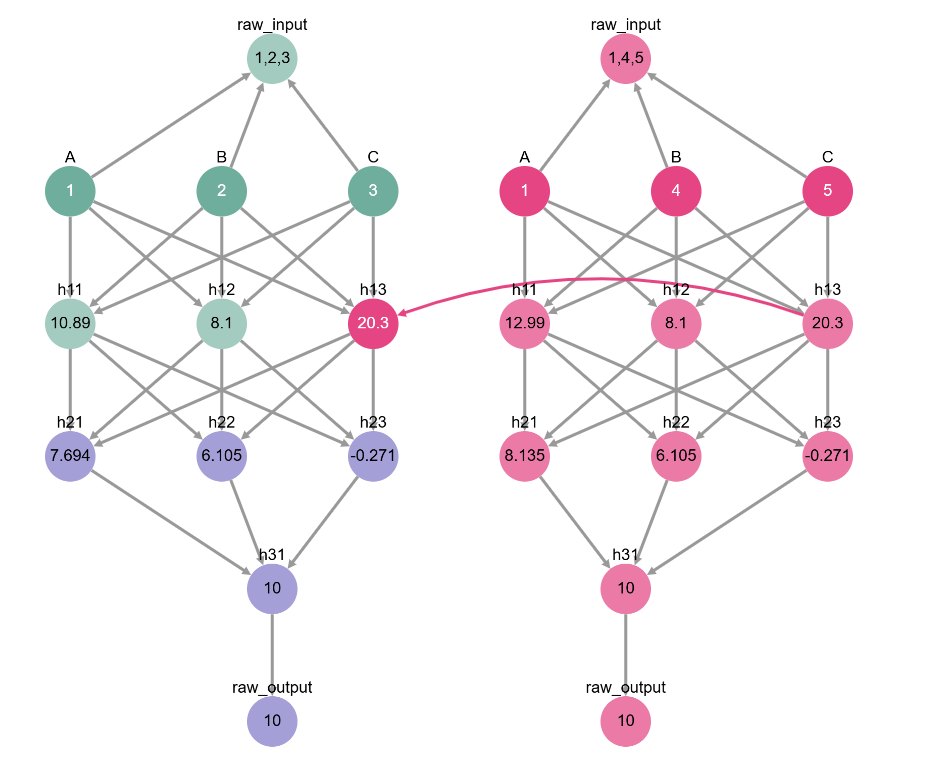 raw_input raw_input
1,2,3 1,4,5
A B C A B C
1 2 3 1 4 5
h11 h12 h13 h11 h12 h13
10.89 8.1 20.3 12.99 8.1 20.3
h21 h22 h23 h21 h22 h23
7.694 6.105 -0.271 8.135 6.105 -0.271
h31 h31
10 10
raw_output raw_output
10 10